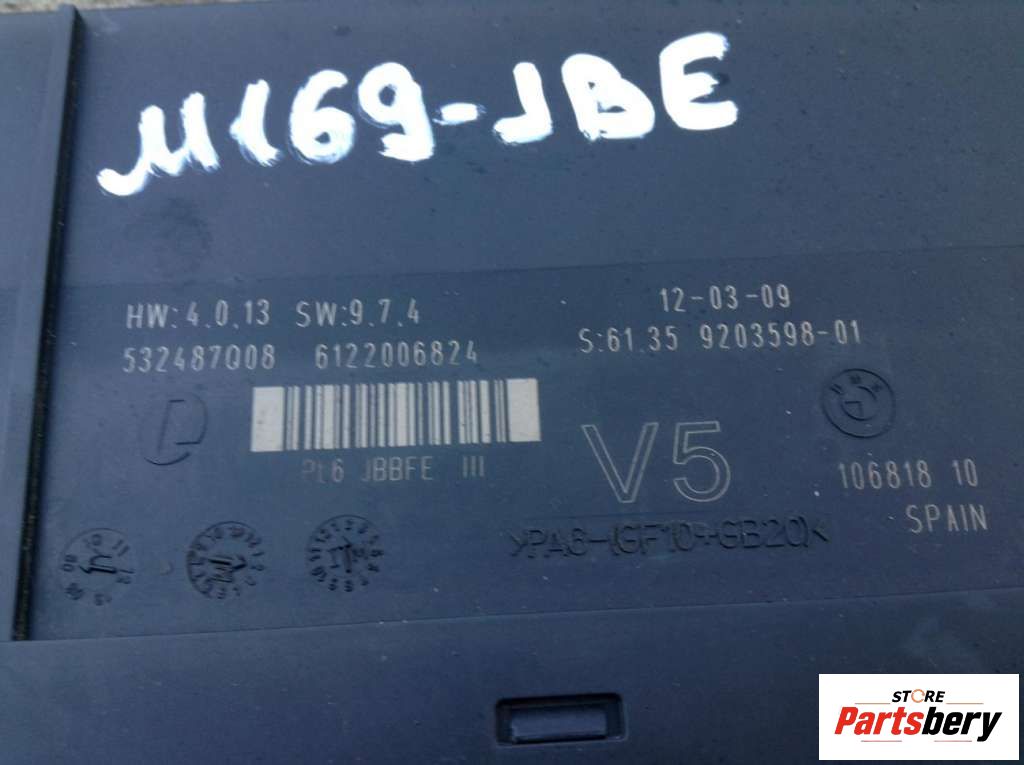 M169-JBE
HW:4.0.13 SW:9.7.4
12-03-09
532487008 6122006824
S:61.35 9203598-01
BMW
PL6 JBBFE III
V5
106818 10
SPAIN
>PA6-(GF10+GB20)<
STORE
Partsbery